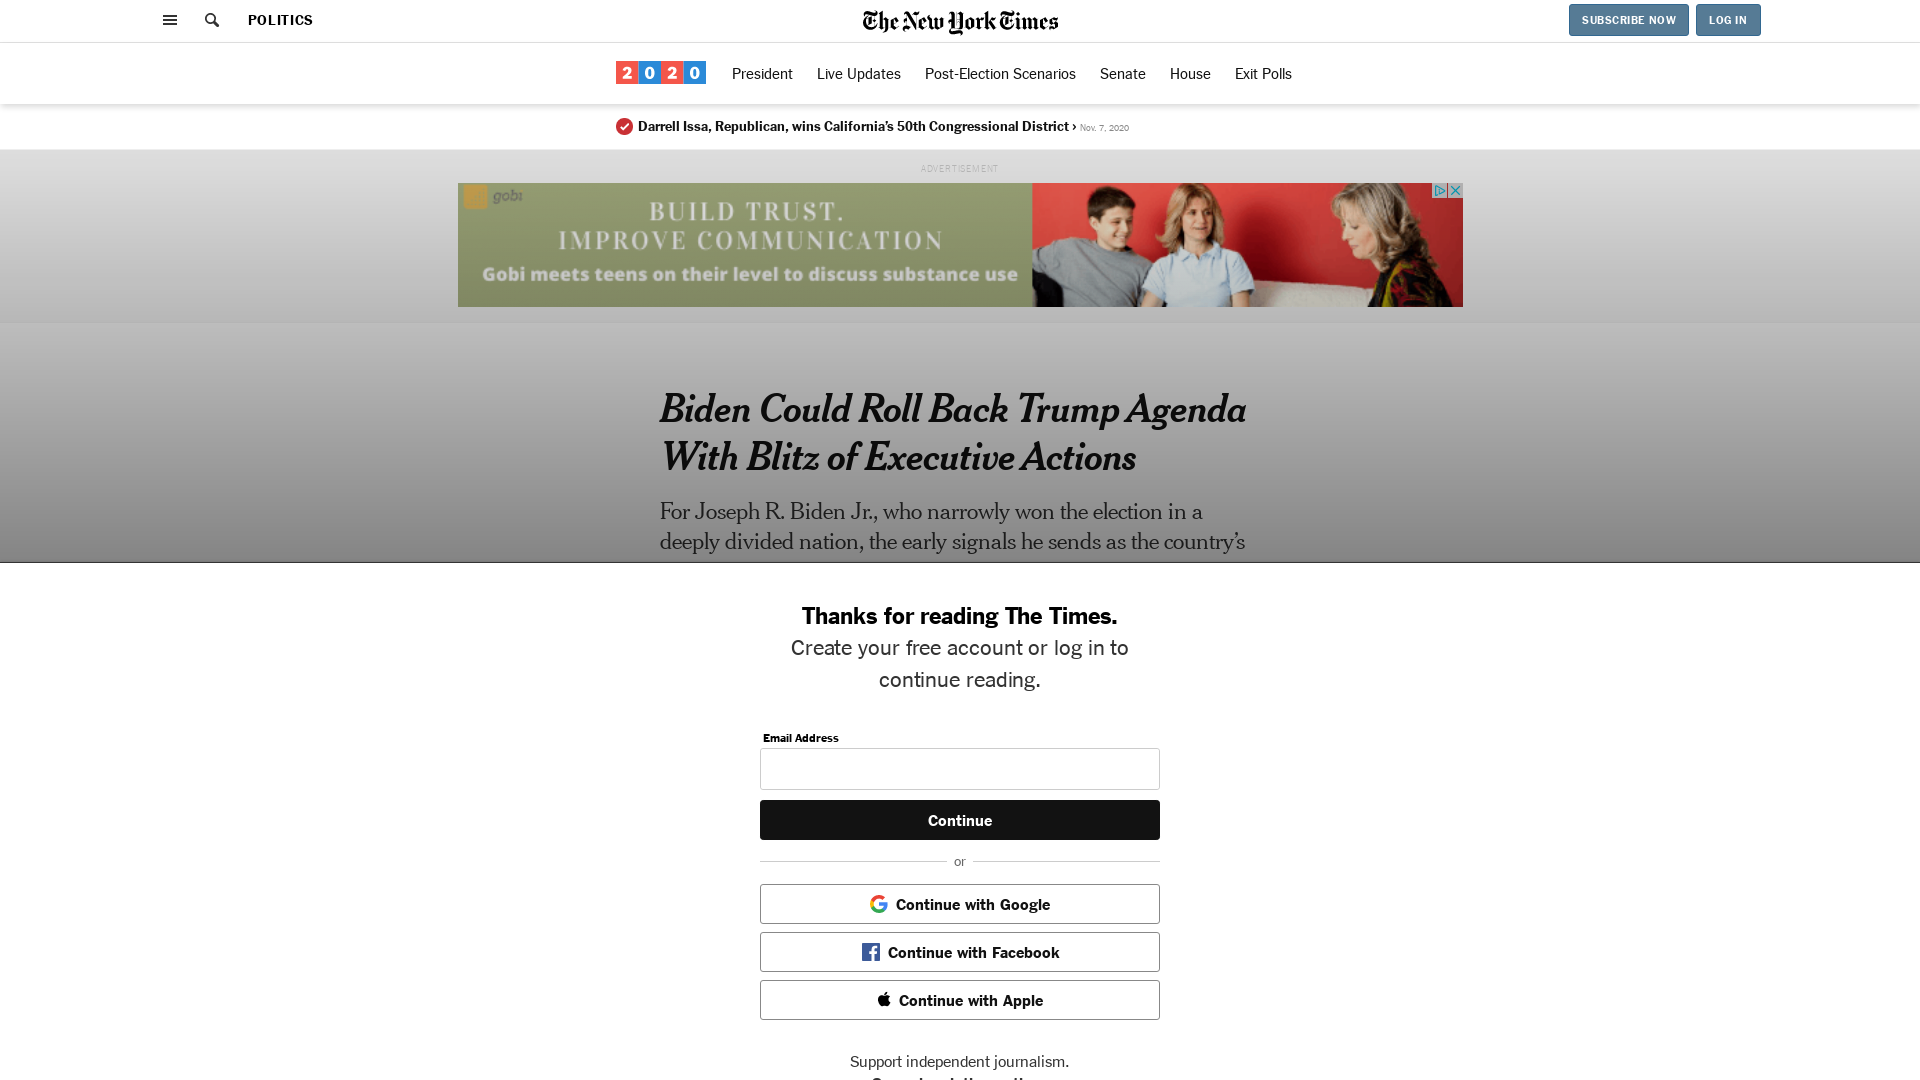 POLITICS
The New York Times
SUBSCRIBE NOW
LOG IN
2020
President
Live Updates
Post-Election Scenarios
Senate
House
Exit Polls
Darrell Issa, Republican, wins California’s 50th Congressional District › Nov. 7, 2020
ADVERTISEMENT
gobi
BUILD TRUST.
IMPROVE COMMUNICATION
Gobi meets teens on their level to discuss substance use
Biden Could Roll Back Trump Agenda
With Blitz of Executive Actions
For Joseph R. Biden Jr., who narrowly won the election in a
deeply divided nation, the early signals he sends as the country’s
Thanks for reading The Times.
Create your free account or log in to
continue reading.
Email Address
Continue
or
Continue with Google
Continue with Facebook
Continue with Apple
Support independent journalism.